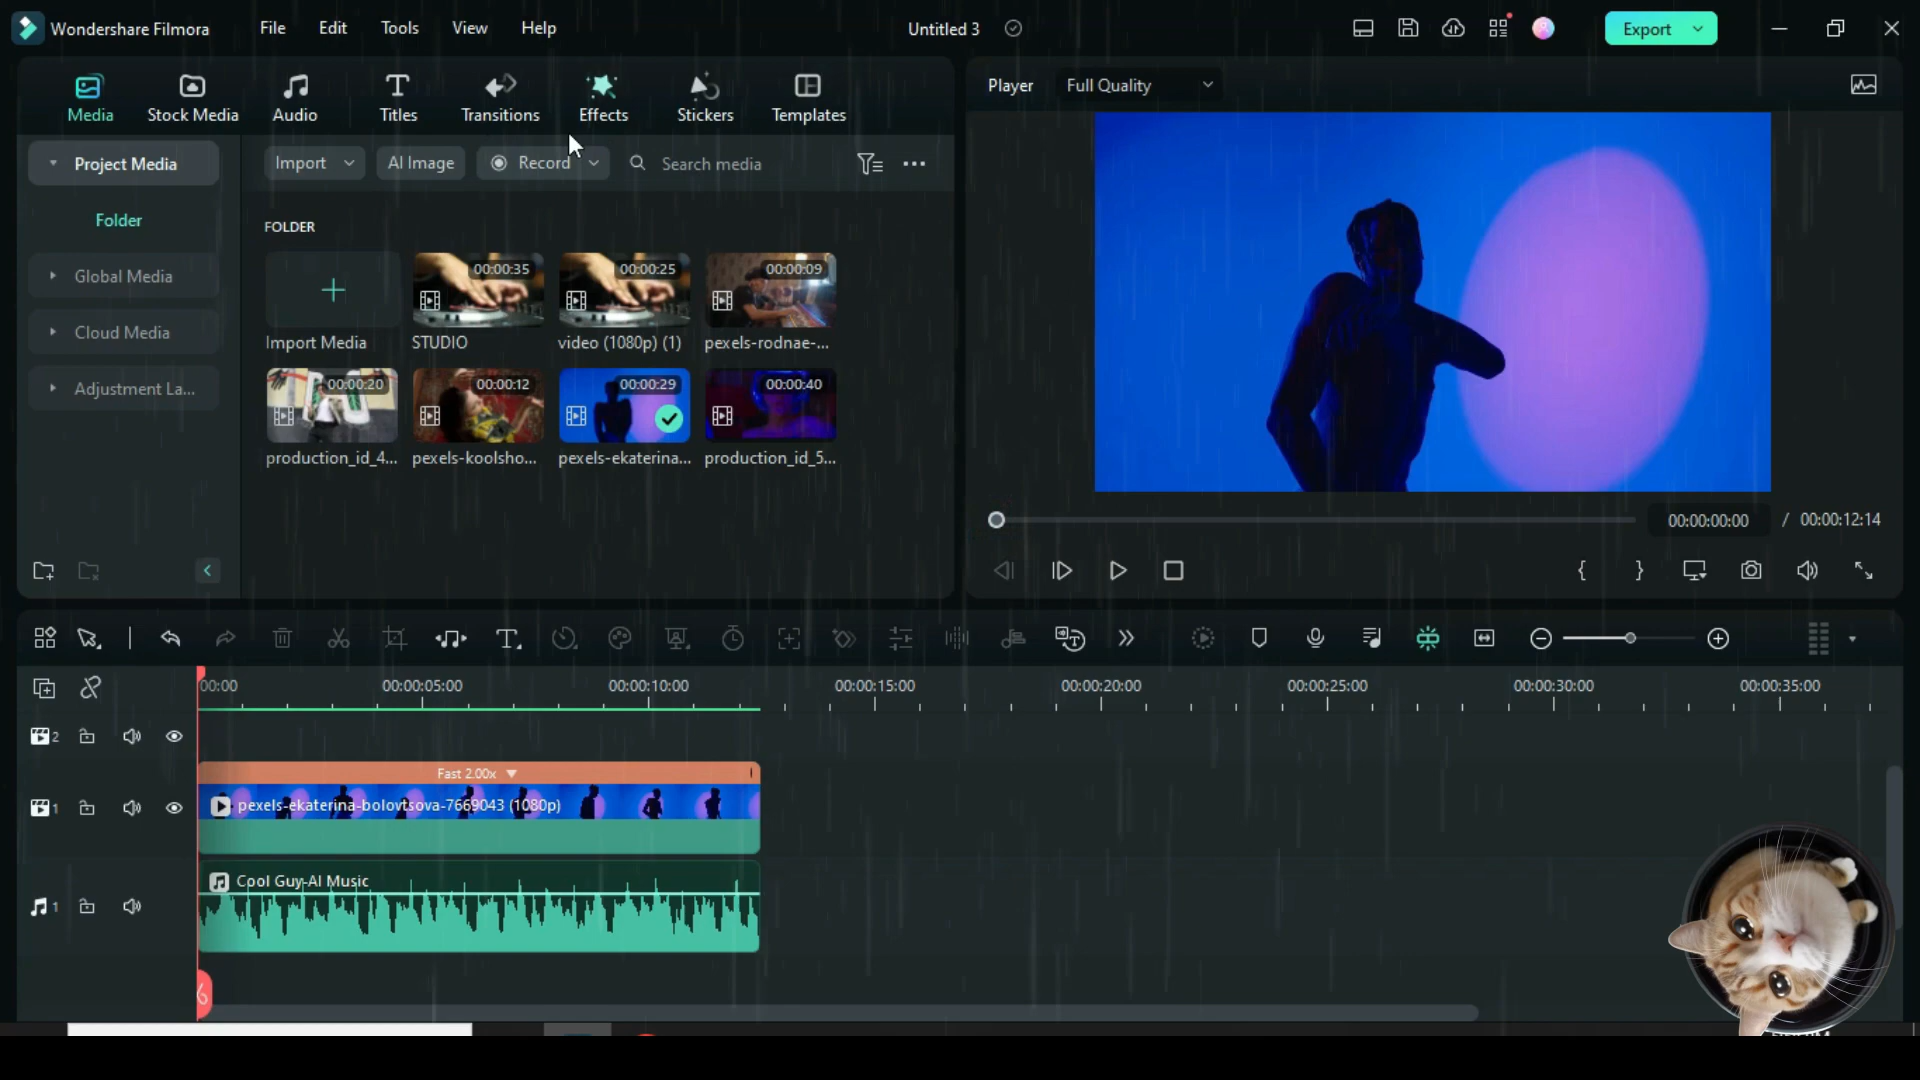 Wondershare Filmora
File
Edit
Tools
View
Help
Untitled 3
Export
Media
Stock Media
Audio
Titles
Transitions
Effects
Stickers
Templates
Player
Full Quality
Project Media
Import
AI Image
Record
Search media
Folder
FOLDER
Global Media
Cloud Media
Adjustment La...
00:00:35
00:00:25
00:00:09
Import Media
STUDIO
video (1080p) (1)
pexels-rodnae-...
00:00:20
00:00:12
00:00:29
00:00:40
production_id_4...
pexels-koolsho...
pexels-ekaterina...
production_id_5...
00:00:00:00
/ 00:00:12:14
{ }
00:00
00:00:05:00
00:00:10:00
00:00:15:00
00:00:20:00
00:00:25:00
00:00:30:00
00:00:35:00
2
Fast 2.00x
1
pexels-ekaterina-bolovtsova-7669043 (1080p)
Cool Guy-AI Music
1